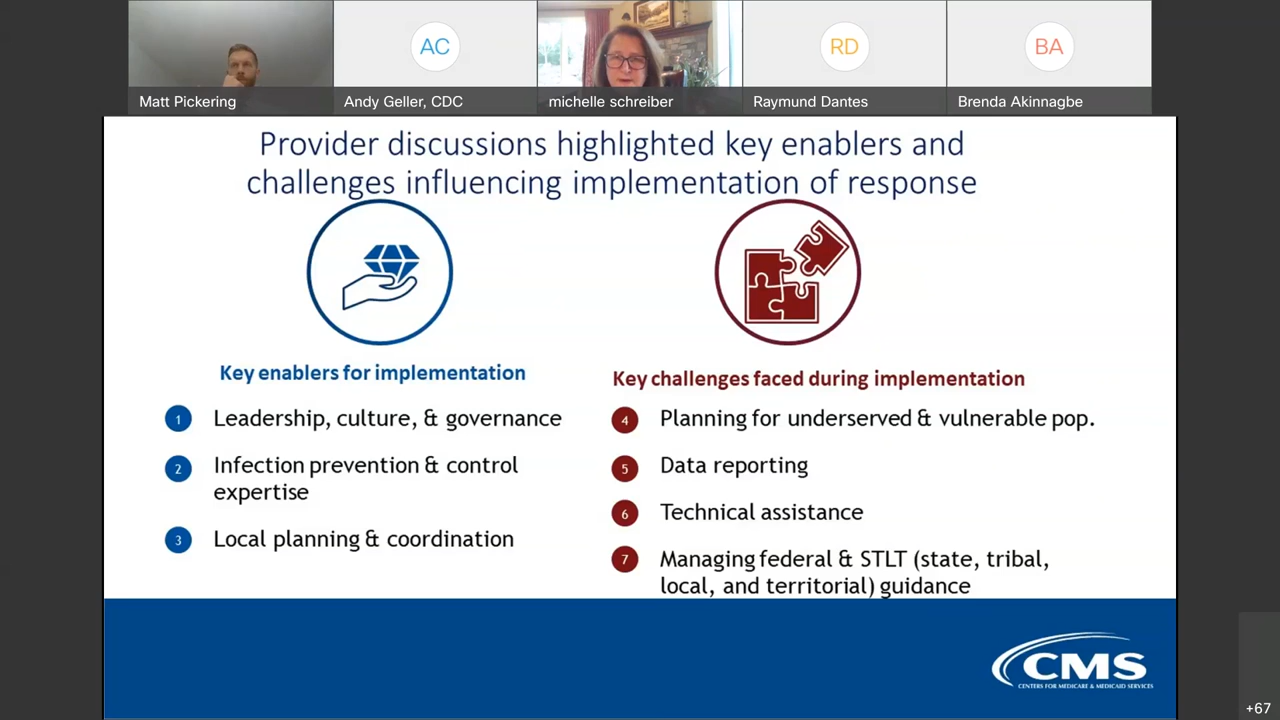 AC
RD
BA
Matt Pickering
Andy Geller, CDC
michelle schreiber
Raymund Dantes
Brenda Akinnagbe
Provider discussions highlighted key enablers and
challenges influencing implementation of response
Key enablers for implementation
1 Leadership, culture, & governance
2 Infection prevention & control
expertise
3 Local planning & coordination
Key challenges faced during implementation
4 Planning for underserved & vulnerable pop.
5 Data reporting
6 Technical assistance
7 Managing federal & STLT (state, tribal,
local, and territorial) guidance
CMS
CENTERS FOR MEDICARE & MEDICAID SERVICES
+67